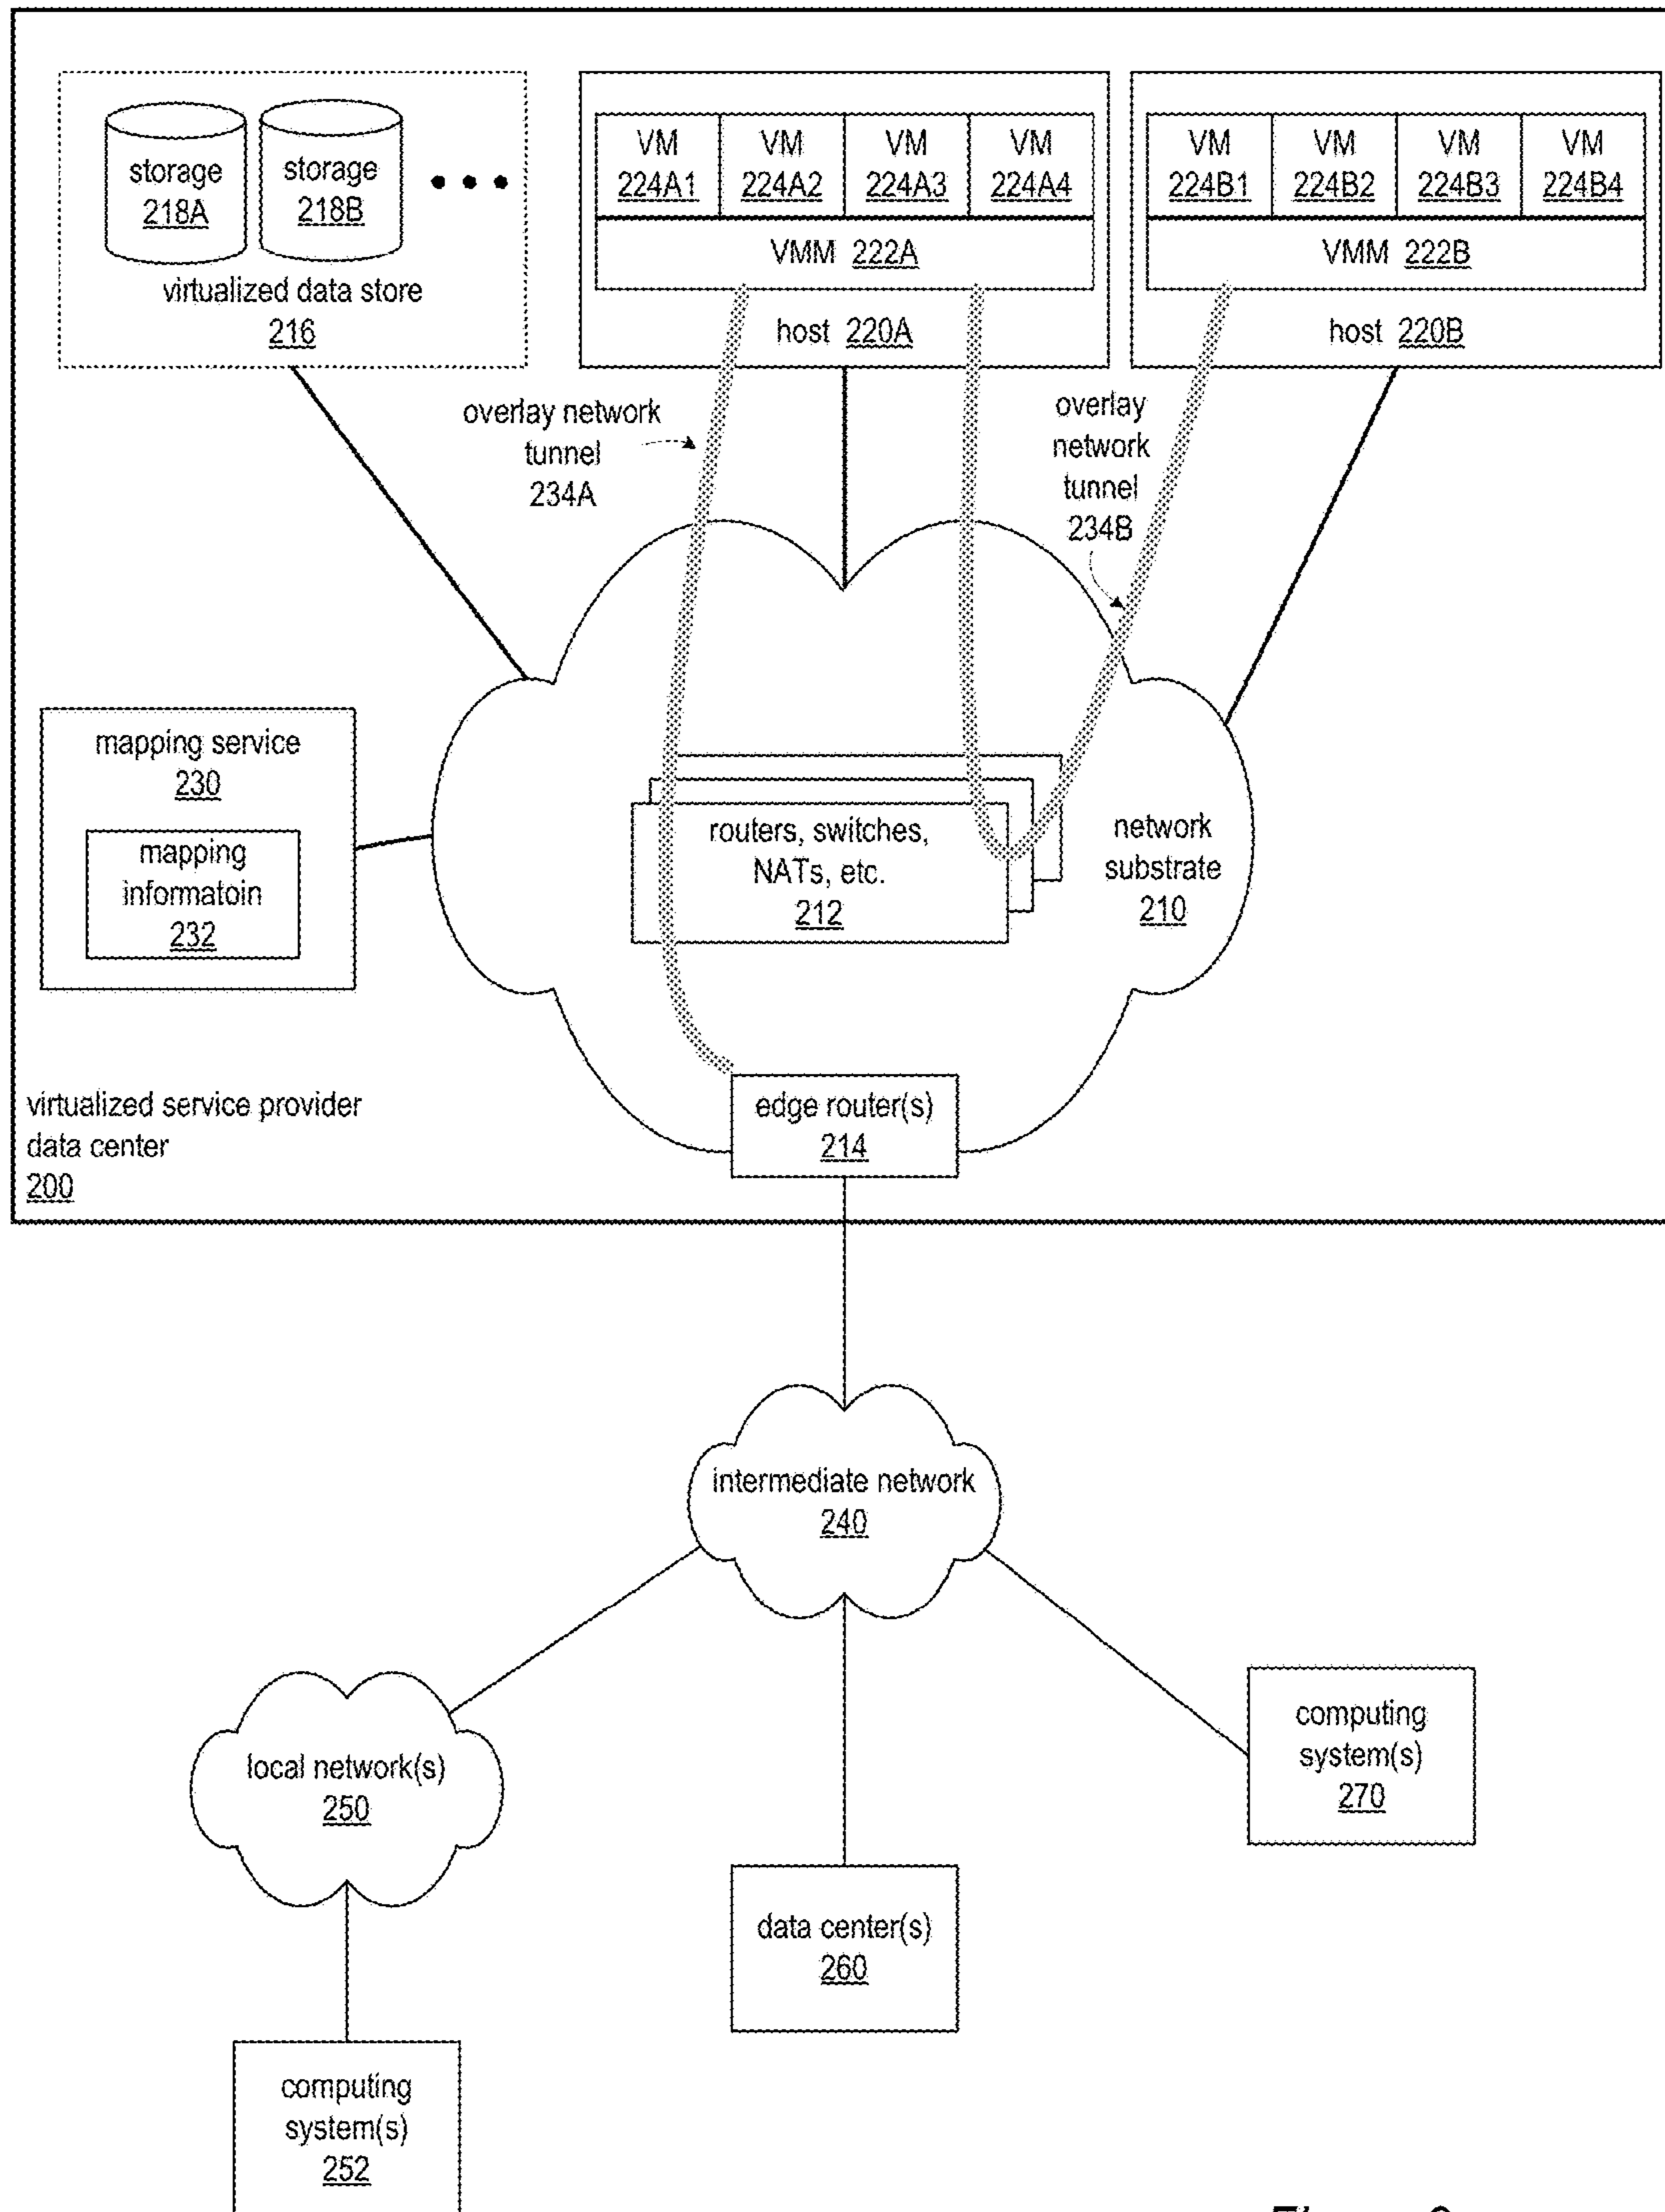 storage
218A
storage
218B
virtualized data store
216
VM
224A1
VM
224A2
VM
224A3
VM
224A4
VMM 222A
host 220A
VM
224B1
VM
224B2
VM
224B3
VM
224B4
VMM 222B
host 220B
overlay network
tunnel
234A
overlay
network
tunnel
234B
mapping service
230
mapping
informatoin
232
routers, switches,
NATs, etc.
212
network
substrate
210
edge router(s)
214
virtualized service provider
data center
200
intermediate network
240
local network(s)
250
computing
system(s)
270
data center(s)
260
computing
system(s)
252